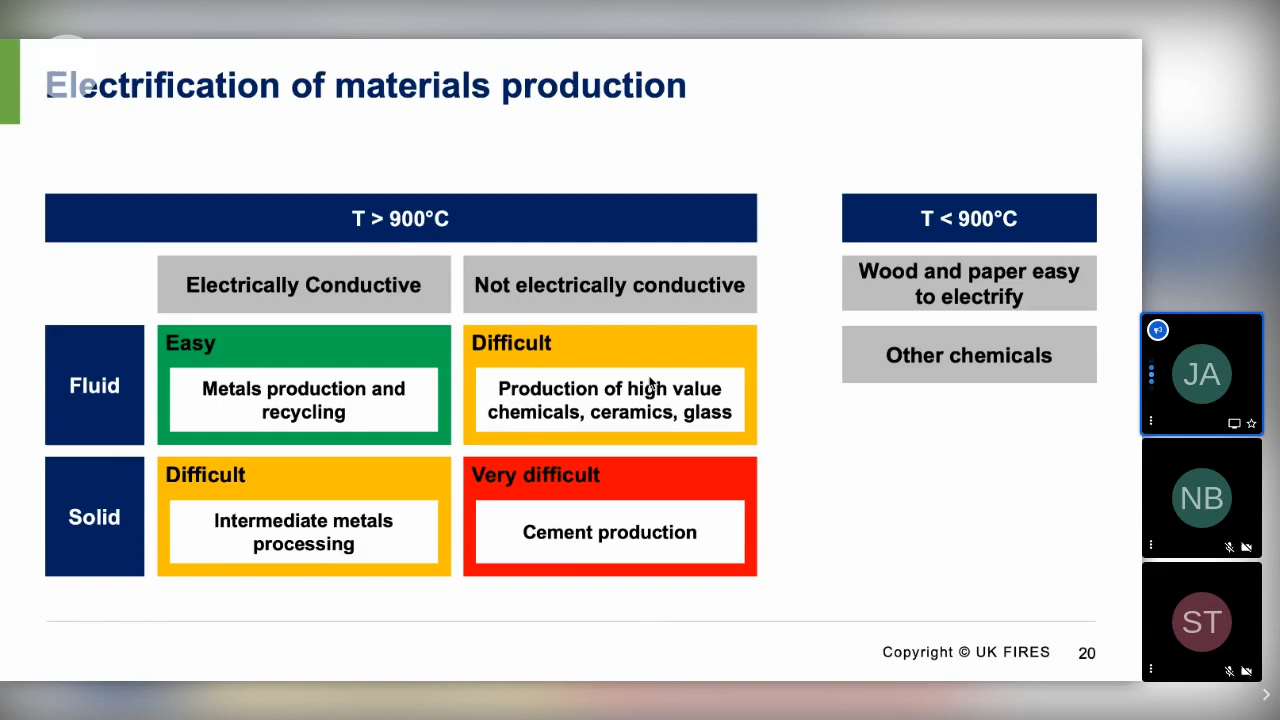 Electrification of materials production
T > 900°C
T < 900°C
Electrically Conductive
Not electrically conductive
Wood and paper easy
to electrify
Other chemicals
Fluid
Easy
Metals production and
recycling
Difficult
Production of high value
chemicals, ceramics, glass
Solid
Difficult
Intermediate metals
processing
Very difficult
Cement production
Copyright © UK FIRES
20
JA
NB
ST